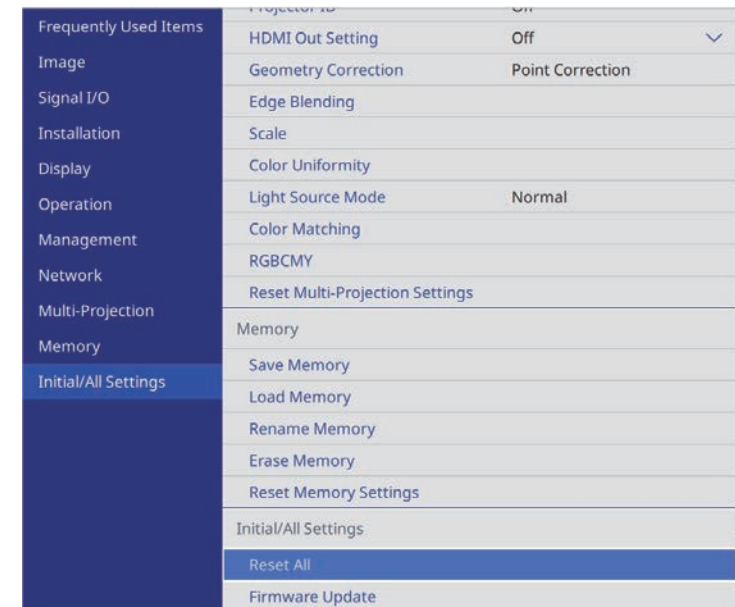 Frequently Used Items
Image
Signal I/O
Installation
Display
Operation
Management
Network
Multi-Projection
Memory
Initial/All Settings
HDMI Out Setting Off
Geometry Correction Point Correction
Edge Blending
Scale
Color Uniformity
Light Source Mode Normal
Color Matching
RGBCMY
Reset Multi-Projection Settings
Memory
Save Memory
Load Memory
Rename Memory
Erase Memory
Reset Memory Settings
Initial/All Settings
Reset All
Firmware Update